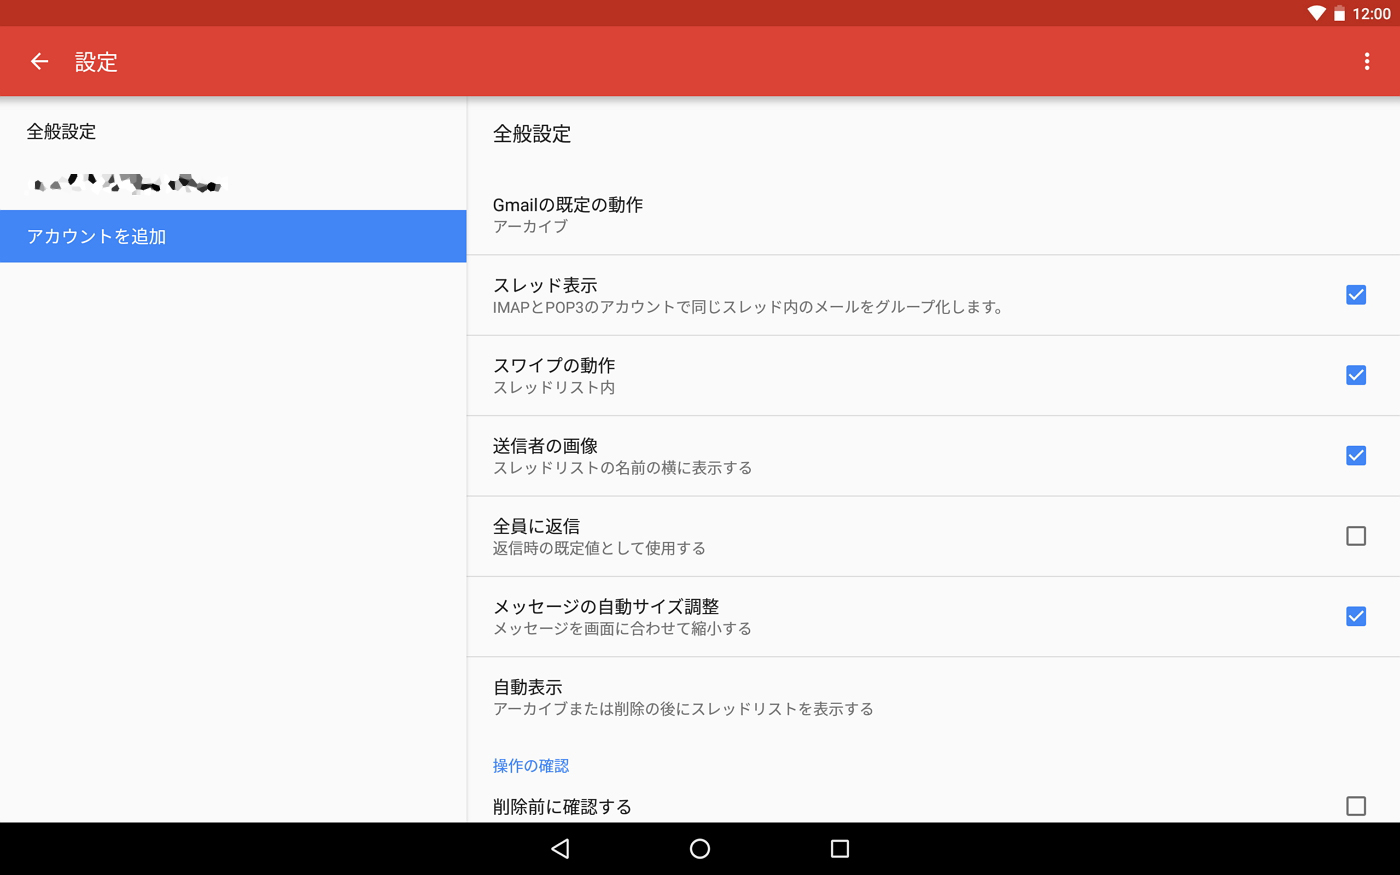 12:00
設定
全般設定
アカウントを追加
全般設定
Gmailの既定の動作
アーカイブ
スレッド表示
IMAPとPOP3のアカウントで同じスレッド内のメールをグループ化します。
スワイプの動作
スレッドリスト内
送信者の画像
スレッドリストの名前の横に表示する
全員に返信
返信時の既定値として使用する
メッセージの自動サイズ調整
メッセージを画面に合わせて縮小する
自動表示
アーカイブまたは削除の後にスレッドリストを表示する
操作の確認
削除前に確認する